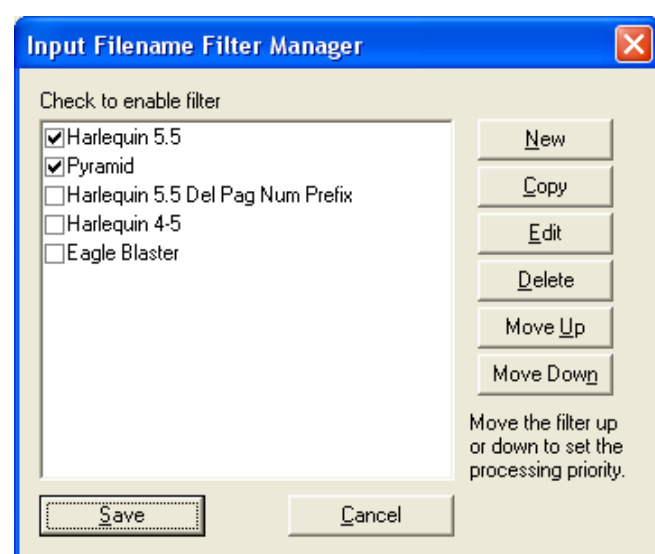 Input Filename Filter Manager
Check to enable filter
Harlequin 5.5
Pyramid
Harlequin 5.5 Del Pag Num Prefix
Harlequin 4-5
Eagle Blaster
New
Copy
Edit
Delete
Move Up
Move Down
Move the filter up
or down to set the
processing priority.
Save
Cancel